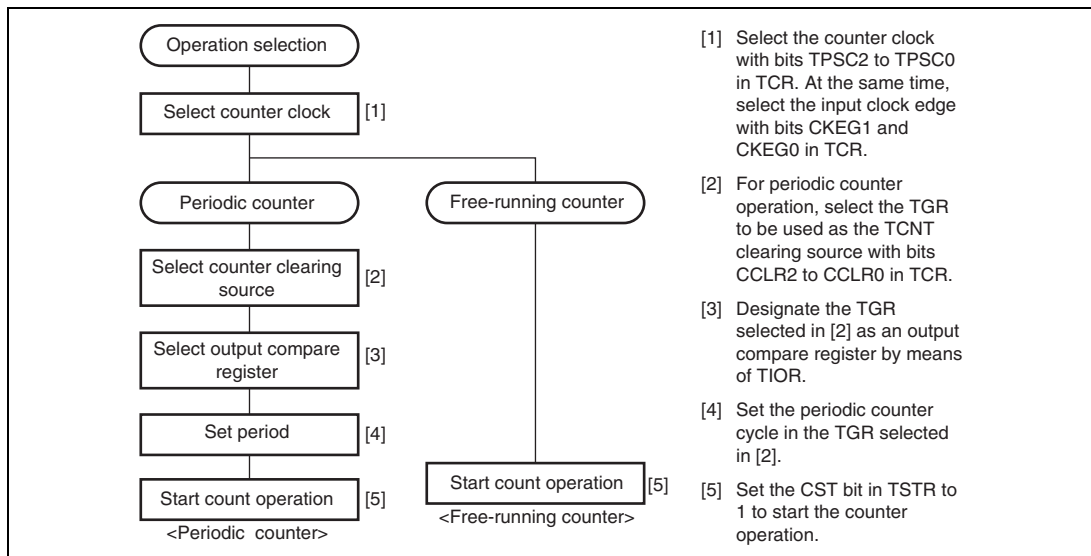 Operation selection
Select counter clock
[1]
Periodic counter
Free-running counter
Select counter clearing
source
[2]
Select output compare
register
[3]
Set period
[4]
Start count operation
[5]
<Periodic counter>
Start count operation
[5]
<Free-running counter>
[1] Select the counter clock
with bits TPSC2 to TPSC0
in TCR. At the same time,
select the input clock edge
with bits CKEG1 and
CKEG0 in TCR.
[2] For periodic counter
operation, select the TGR
to be used as the TCNT
clearing source with bits
CCLR2 to CCLR0 in TCR.
[3] Designate the TGR
selected in [2] as an output
compare register by means
of TIOR.
[4] Set the periodic counter
cycle in the TGR selected
in [2].
[5] Set the CST bit in TSTR to
1 to start the counter
operation.